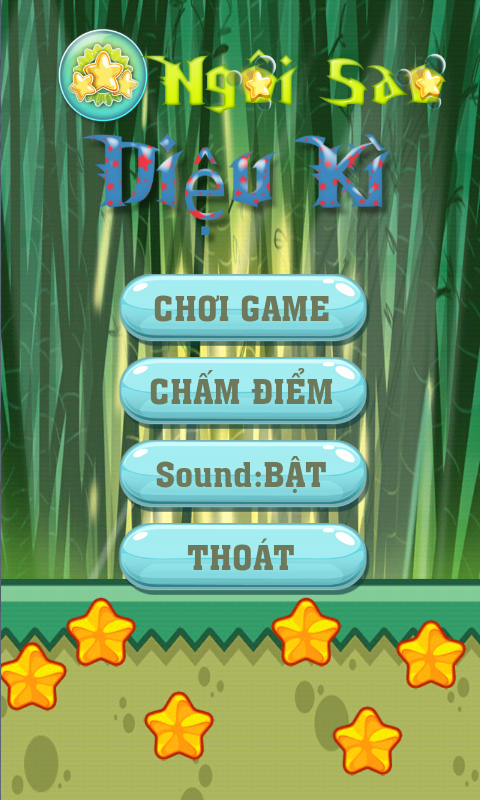 Ngôi Sao
Diệu Kì
CHƠI GAME
CHẤM ĐIỂM
Sound:BẬT
THOÁT